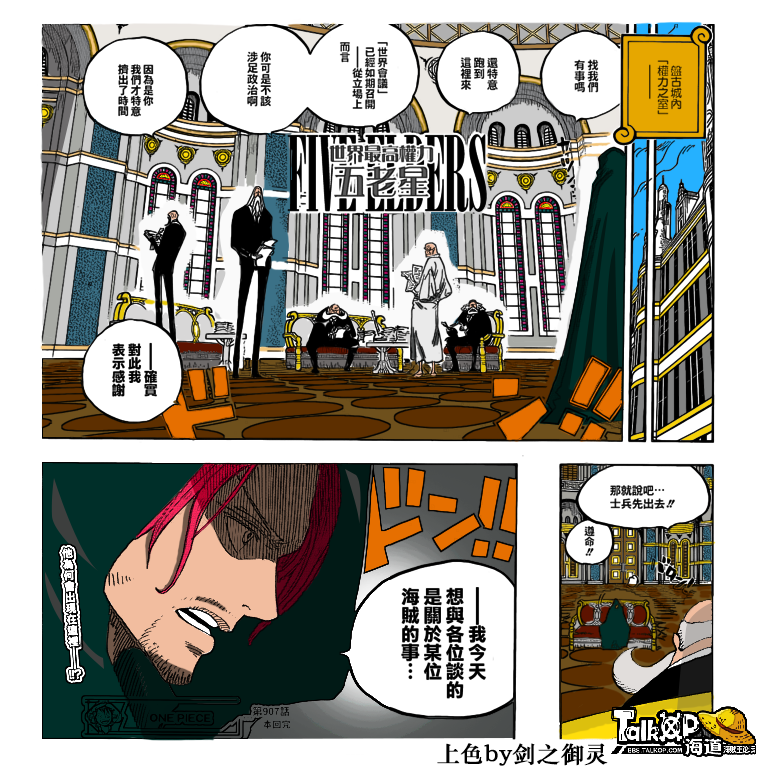 盤古城內
「權力之室」
——
找我們
有事嗎
還特意
跑到
這裡來
「世界會議」
已經如期召開
——從立場上
而言
你可是不該
涉足政治啊
因為是你
我們才特意
擠出了時間
FIVE ELDERS
世界最高權力
五老星
——確實
對此我
表示感謝
ド
ン!!
那就說吧…
士兵先出去!!
遵命!!
ドン!!
——我今天
想與各位談的
是關於某位
海賊的事…
他為何會出現在這裡——!?
ONE PIECE
第907話
本回完
上色by剑之御灵
TalkOP
海道
BBS.TALKOP.COM